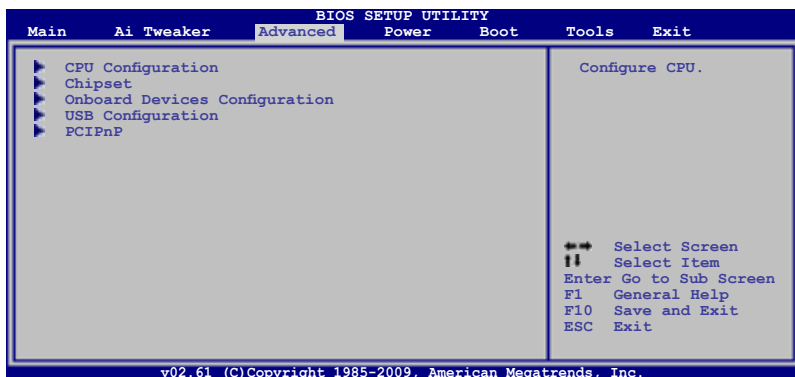 BIOS SETUP UTILITY
Main Ai Tweaker Advanced Power Boot Tools Exit
CPU Configuration
Chipset
Onboard Devices Configuration
USB Configuration
PCIPnP
Configure CPU.
Select Screen
Select Item
Enter Go to Sub Screen
F1 General Help
F10 Save and Exit
ESC Exit
v02.61 (C)Copyright 1985-2009, American Megatrends, Inc.